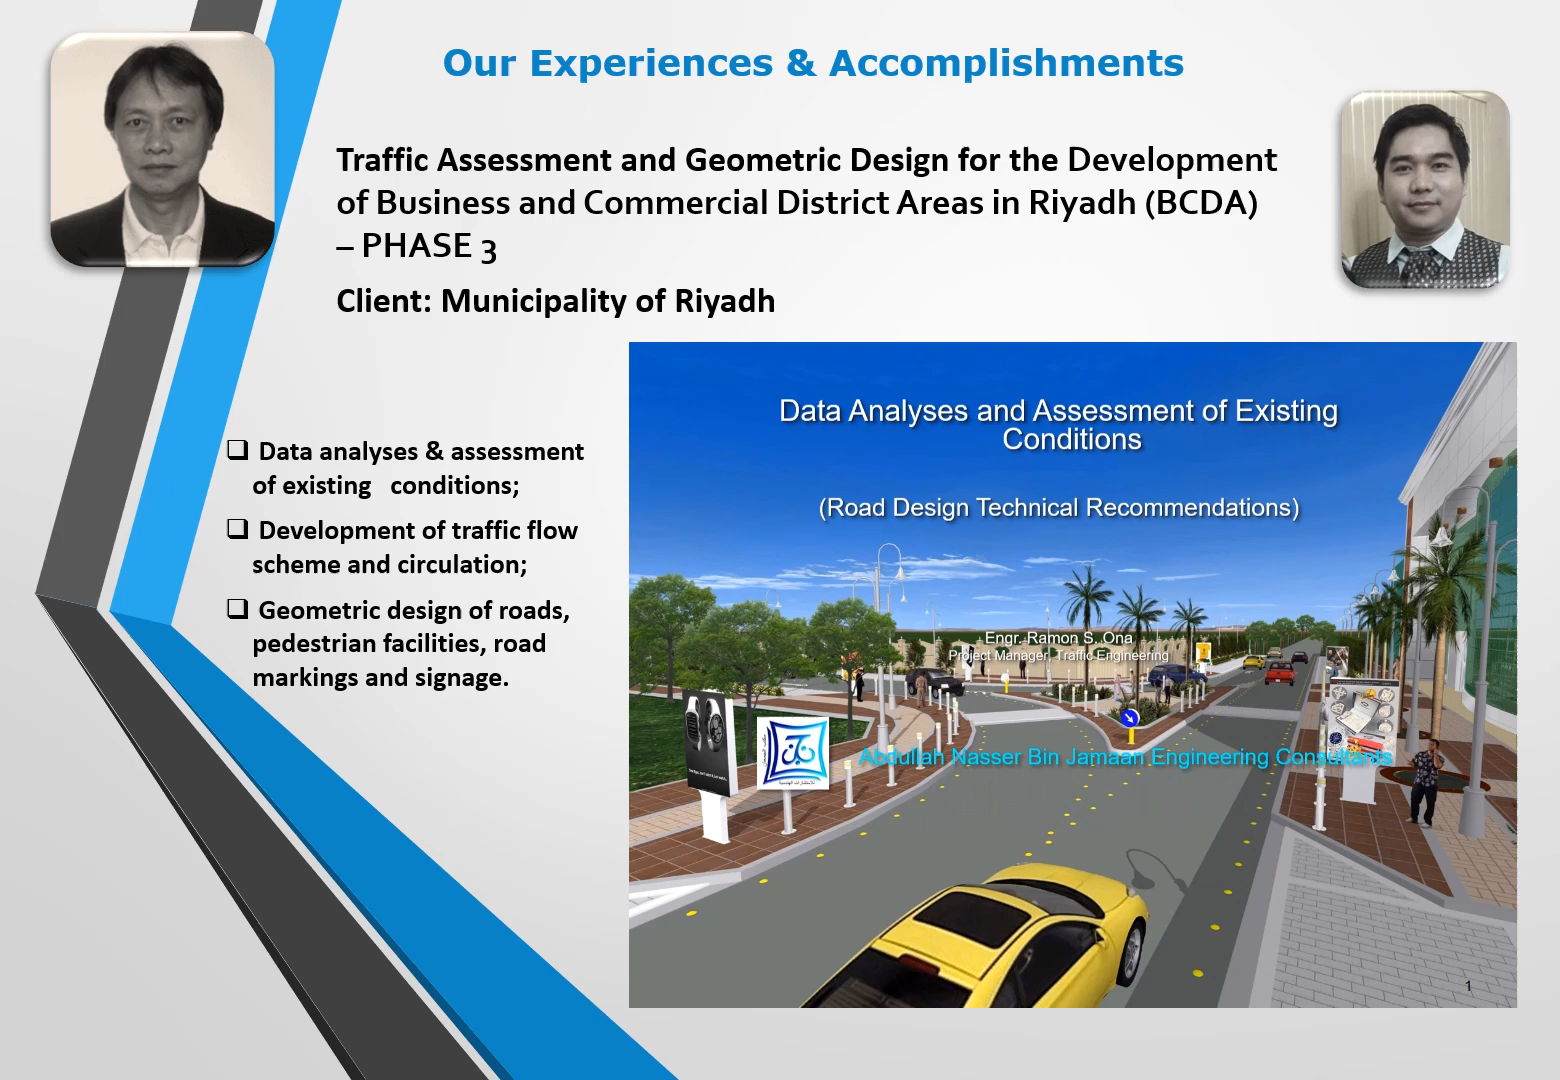 Our Experiences & Accomplishments
Traffic Assessment and Geometric Design for the Development
of Business and Commercial District Areas in Riyadh (BCDA)
– PHASE 3
Client: Municipality of Riyadh
❑ Data analyses & assessment
of existing conditions;
❑ Development of traffic flow
scheme and circulation;
❑ Geometric design of roads,
pedestrian facilities, road
markings and signage.
Data Analyses and Assessment of Existing
Conditions
(Road Design Technical Recommendations)
Engr. Ramon S. Ona
Project Manager, Traffic Engineering
Abdullah Nasser Bin Jamaan Engineering Consultants
1